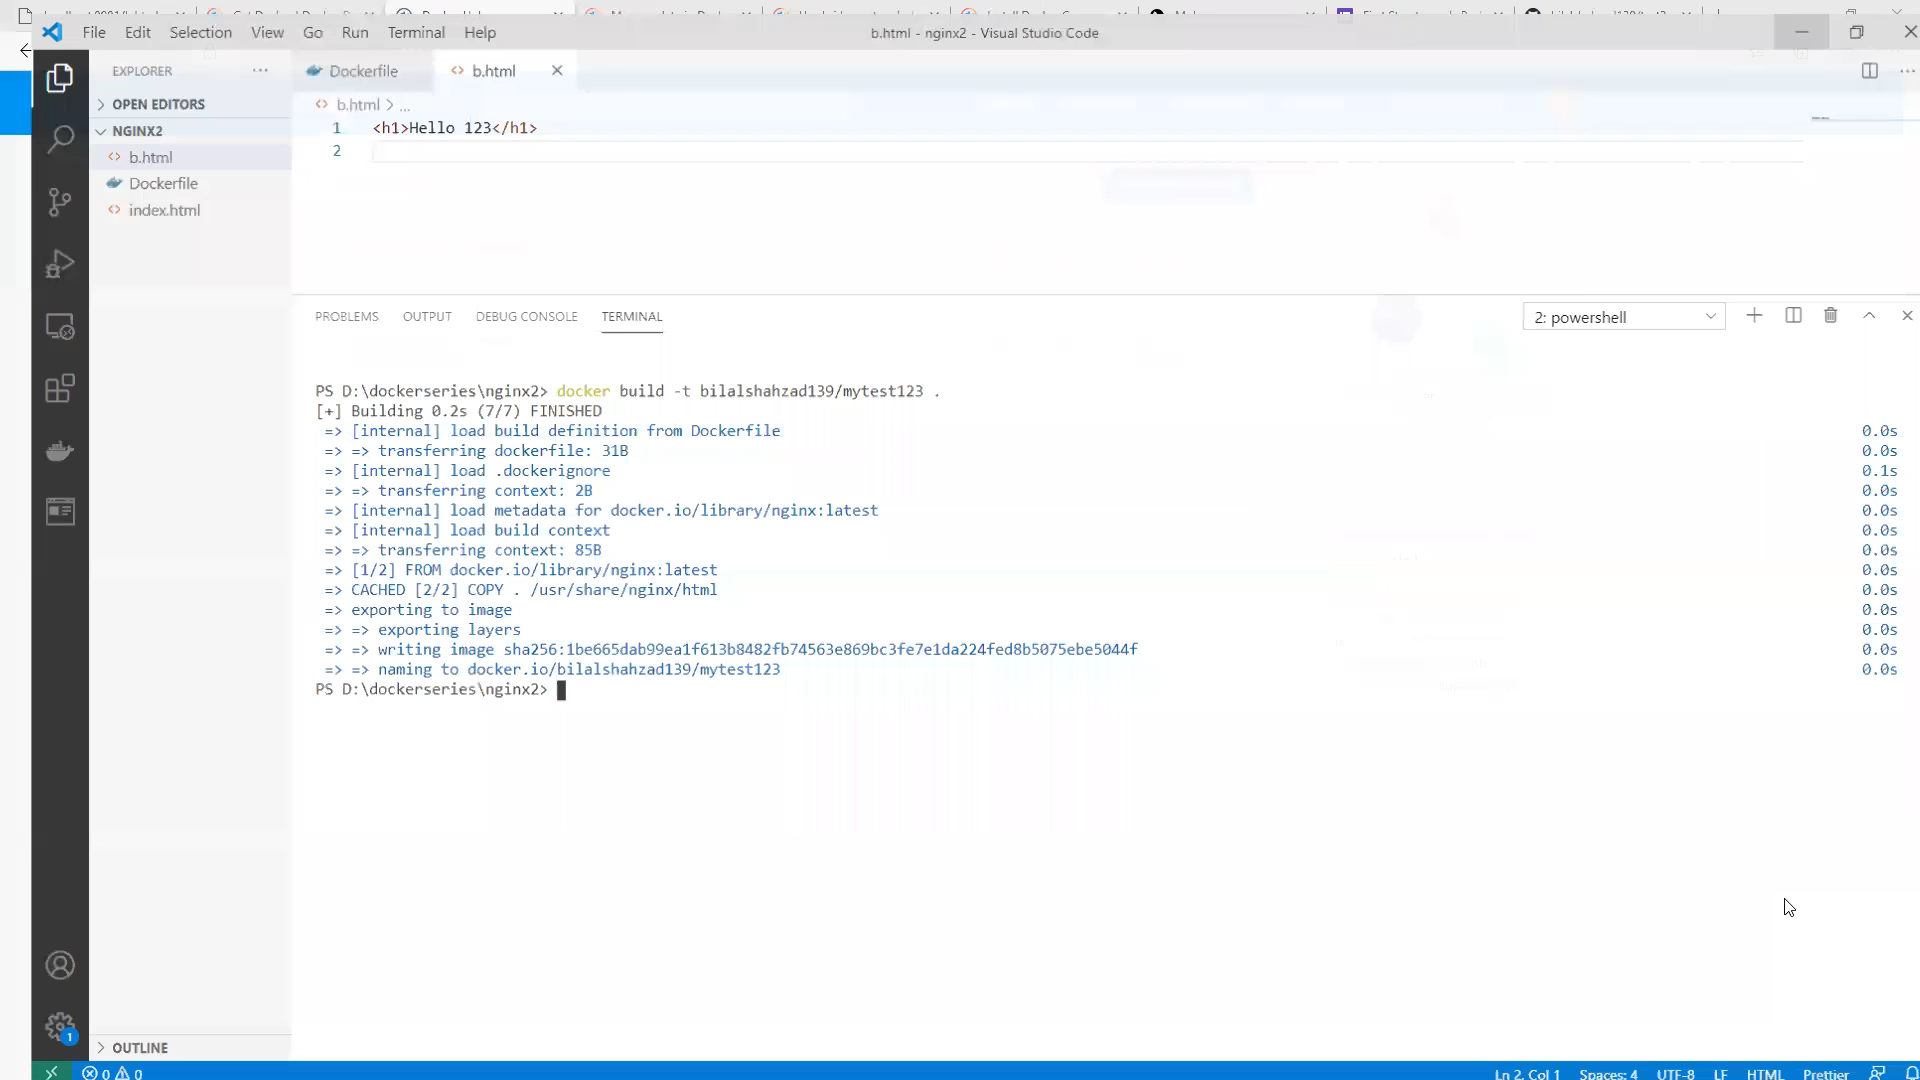 File Edit Selection View Go Run Terminal Help
b.html - nginx2 - Visual Studio Code
EXPLORER
Dockerfile
b.html
OPEN EDITORS
b.html > ...
NGINX2
1 <h1>Hello 123</h1>
2
b.html
Dockerfile
index.html
PROBLEMS OUTPUT DEBUG CONSOLE TERMINAL
2: powershell
PS D:\dockerseries\nginx2> docker build -t bilalshahzad139/mytest123 .
[+] Building 0.2s (7/7) FINISHED
=> [internal] load build definition from Dockerfile 0.0s
=> => transferring dockerfile: 31B 0.0s
=> [internal] load .dockerignore 0.1s
=> => transferring context: 2B 0.0s
=> [internal] load metadata for docker.io/library/nginx:latest 0.0s
=> [internal] load build context 0.0s
=> => transferring context: 85B 0.0s
=> [1/2] FROM docker.io/library/nginx:latest 0.0s
=> CACHED [2/2] COPY . /usr/share/nginx/html 0.0s
=> exporting to image 0.0s
=> => exporting layers 0.0s
=> => writing image sha256:1be665dab99ea1f613b8482fb74563e869bc3fe7e1da224fed8b5075ebe5044f 0.0s
=> => naming to docker.io/bilalshahzad139/mytest123 0.0s
PS D:\dockerseries\nginx2>
1
OUTLINE
0 0
Ln 2, Col 1 Spaces: 4 UTF-8 LF HTML Prettier